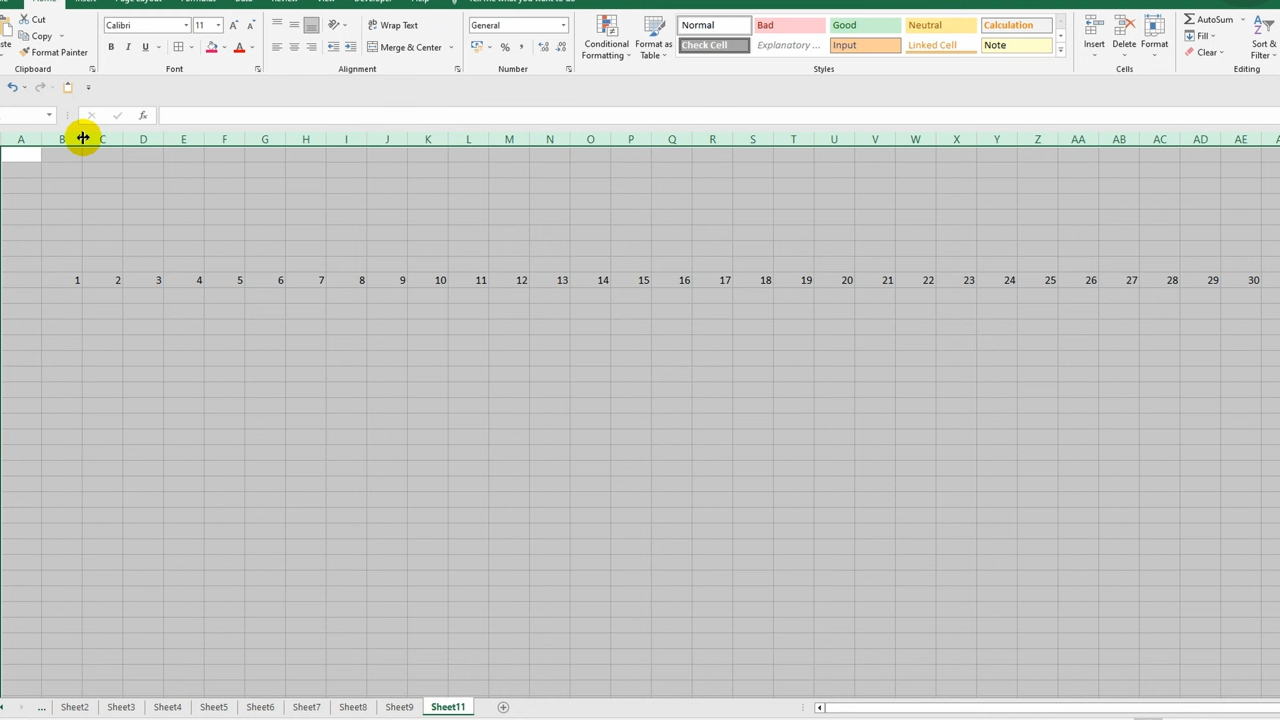 Cut
Calibri 11 Wrap Text General Normal Bad Good Neutral Calculation AutoSum
Copy Conditional Format as Insert Delete Format Fill Sort &
Format Painter B I U A Merge & Center % , Formatting Table Check Cell Explanatory ... Input Linked Cell Note Clear Filter
Font Alignment Number Styles Cells Editing
fx
A B C D E F G H I J K L M N O P Q R S T U V W X Y Z AA AB AC AD AE
1 2 3 4 5 6 7 8 9 10 11 12 13 14 15 16 17 18 19 20 21 22 23 24 25 26 27 28 29 30
... Sheet2 Sheet3 Sheet4 Sheet5 Sheet6 Sheet7 Sheet8 Sheet9 Sheet11